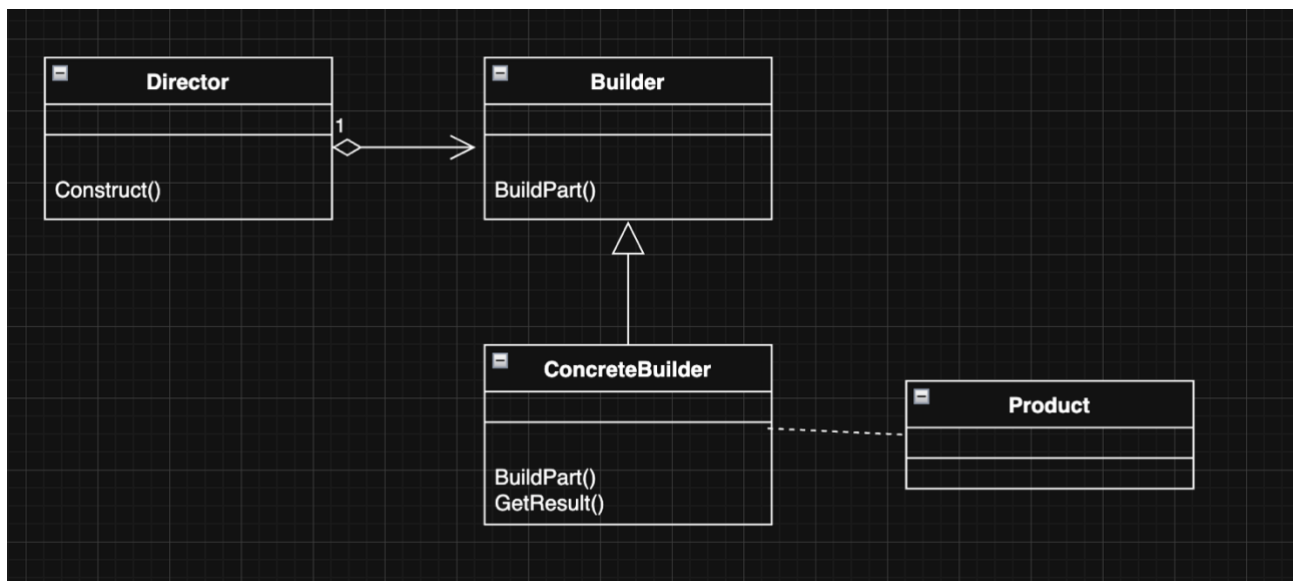 Director
1
Construct()
Builder
BuildPart()
ConcreteBuilder
BuildPart()
GetResult()
Product